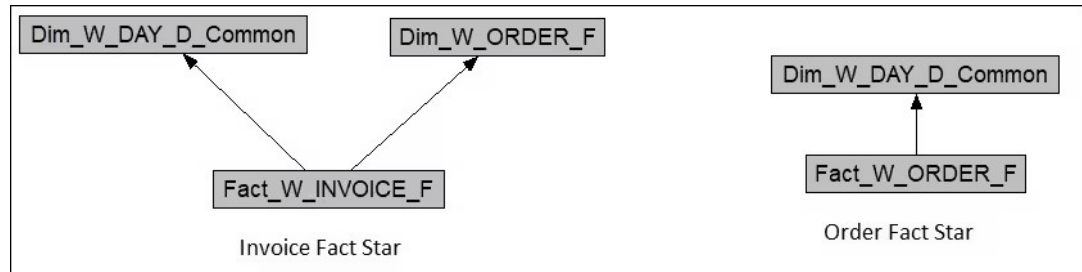 Dim_W_DAY_D_Common
Dim_W_ORDER_F
Fact_W_INVOICE_F
Invoice Fact Star
Dim_W_DAY_D_Common
Fact_W_ORDER_F
Order Fact Star